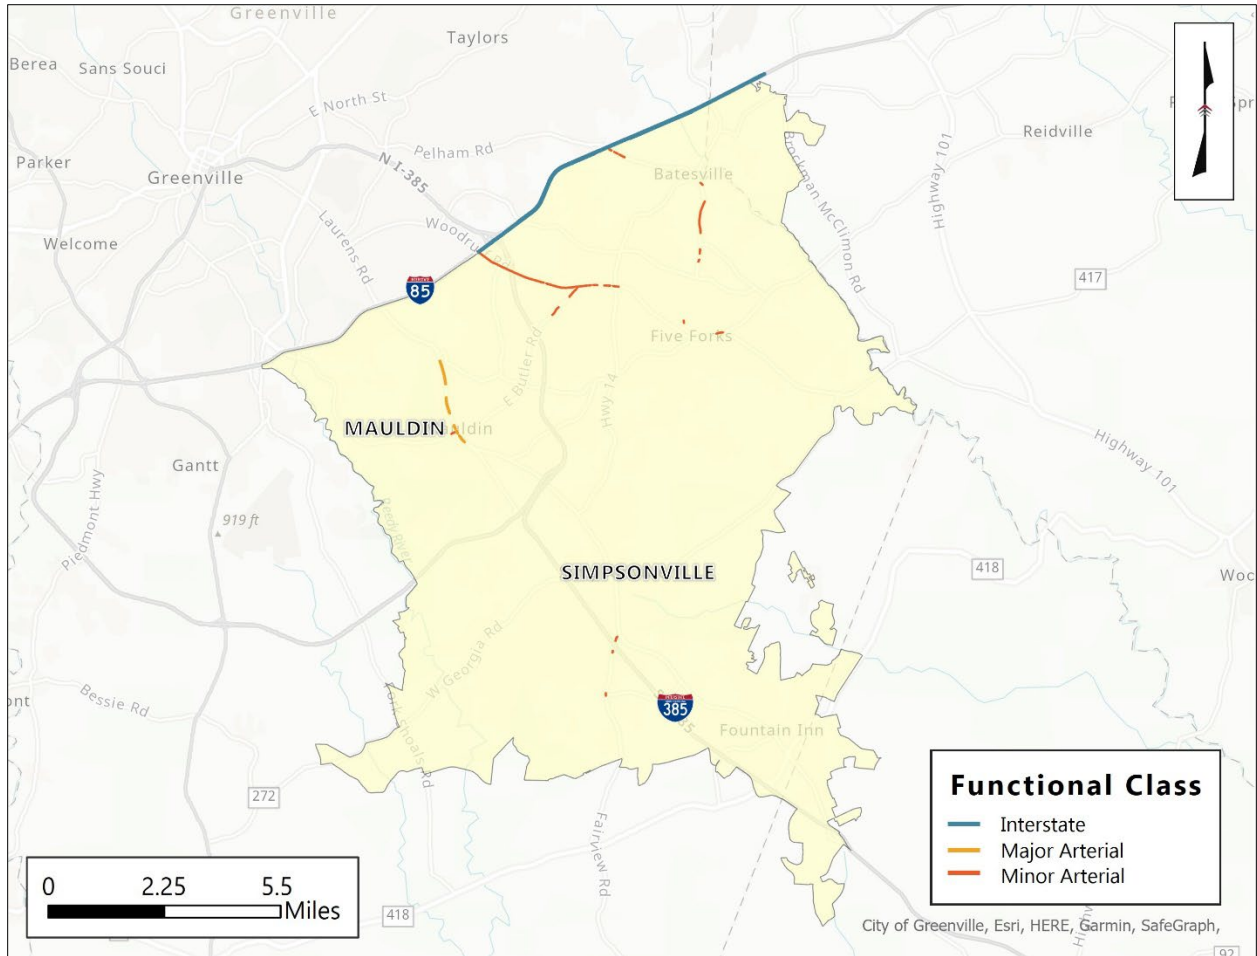 Greenville
Taylors
Berea
Sans Souci
E North St
Reidville
Parker
Pelham Rd
N I-385
Batesville
Greenville
Brockman McClimon Rd
Highway 101
Laurens Rd
Welcome
417
85
Five Forks
E Butler Rd
Hwy 14
MAULDIN
Gantt
Highway 101
Piedmont Hwy
919 ft
Reedy River
SIMPSONVILLE
418
W Georgia Rd
Bessie Rd
385
Fountain Inn
272
Fairview Rd
Functional Class
Interstate
Major Arterial
Minor Arterial
0 2.25 5.5
Miles
418
City of Greenville, Esri, HERE, Garmin, SafeGraph,
92